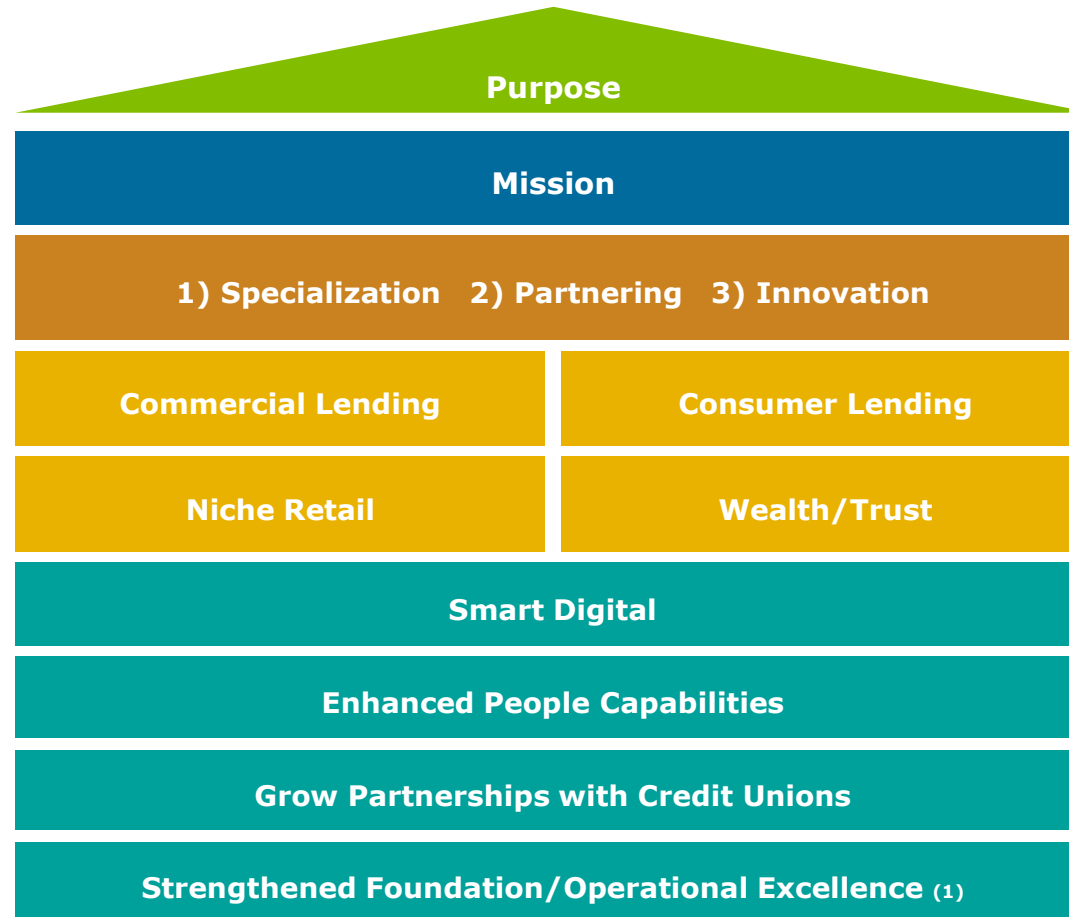 Purpose
Mission
1) Specialization 2) Partnering 3) Innovation
Commercial Lending
Consumer Lending
Niche Retail
Wealth/Trust
Smart Digital
Enhanced People Capabilities
Grow Partnerships with Credit Unions
Strengthened Foundation/Operational Excellence (1)